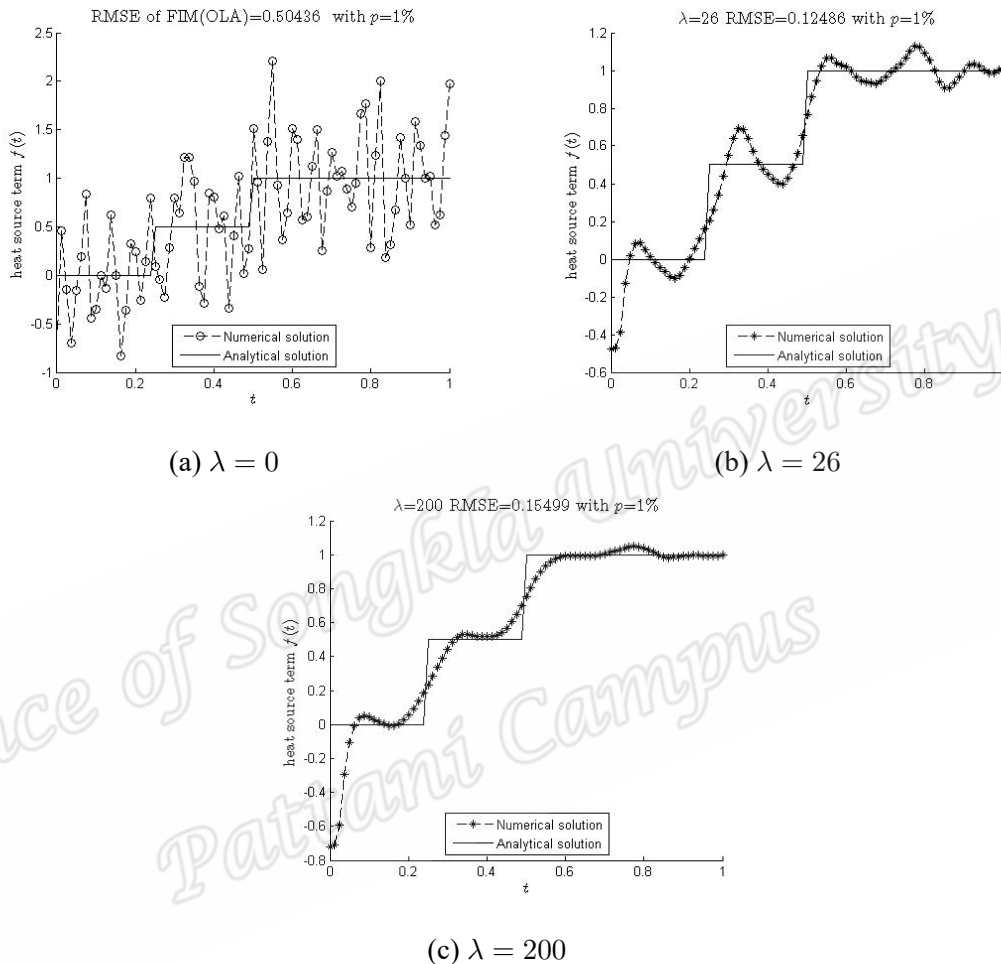 RMSE of FIM(OLA)=0.50436 with p=1%
2.5
2
1.5
1
0.5
0
-0.5
-1
heat source term f(t)
0 0.2 0.4 0.6 0.8 1
t
Numerical solution
Analytical solution
(a) λ = 0
λ=26 RMSE=0.12486 with p=1%
1.2
1
0.8
0.6
0.4
0.2
0
-0.2
-0.4
-0.6
heat source term f(t)
0 0.2 0.4 0.6 0.8
t
Numerical solution
Analytical solution
(b) λ = 26
λ=200 RMSE=0.15499 with p=1%
1.2
1
0.8
0.6
0.4
0.2
0
-0.2
-0.4
-0.6
-0.8
heat source term f(t)
0 0.2 0.4 0.6 0.8 1
t
Numerical solution
Analytical solution
(c) λ = 200
nce of Songkla University
Pattani Campus